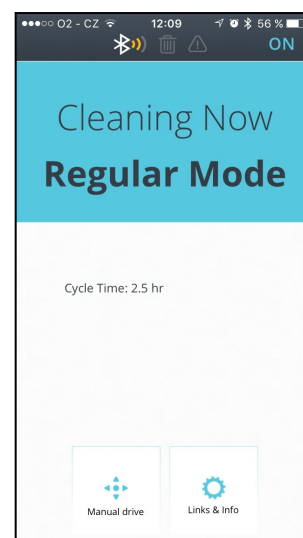 O2 - CZ 12:09 56 %
ON
Cleaning Now
Regular Mode
Cycle Time: 2.5 hr
Manual drive
Links & Info